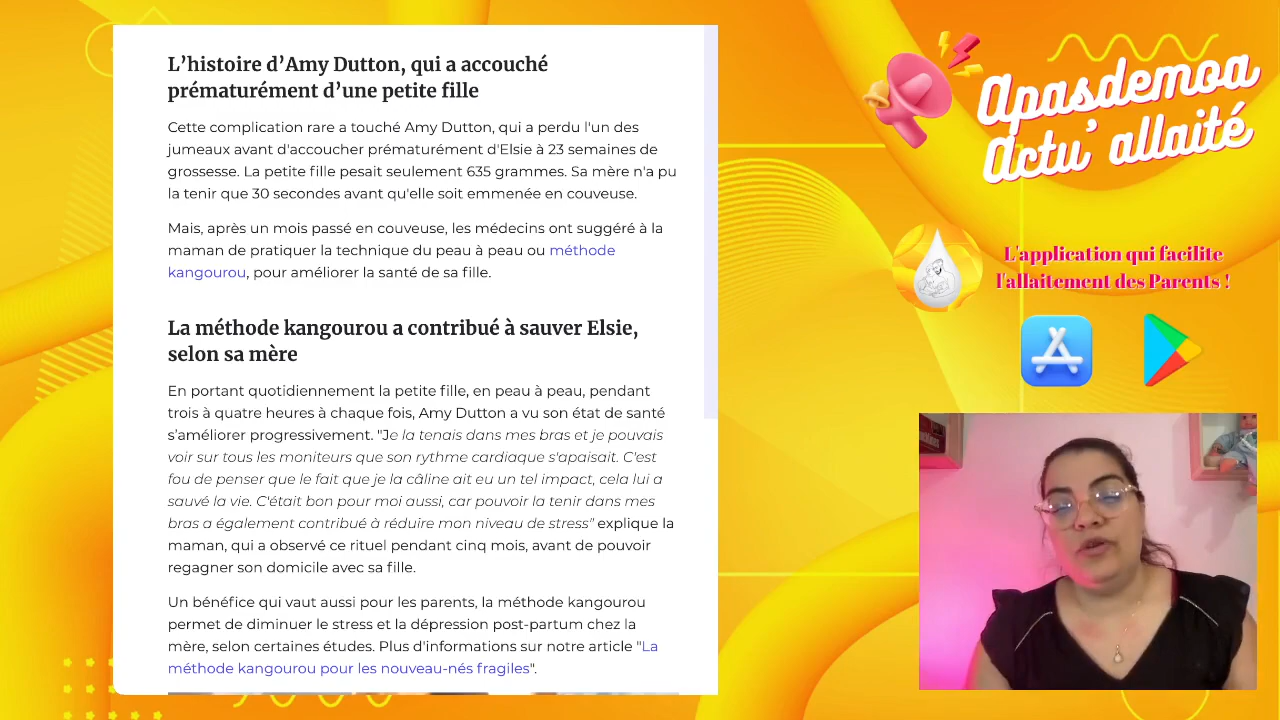 L’histoire d’Amy Dutton, qui a accouché
prématurément d’une petite fille
Cette complication rare a touché Amy Dutton, qui a perdu l'un des
jumeaux avant d'accoucher prématurément d'Elsie à 23 semaines de
grossesse. La petite fille pesait seulement 635 grammes. Sa mère n'a pu
la tenir que 30 secondes avant qu'elle soit emmenée en couveuse.
Mais, après un mois passé en couveuse, les médecins ont suggéré à la
maman de pratiquer la technique du peau à peau ou méthode
kangourou, pour améliorer la santé de sa fille.
La méthode kangourou a contribué à sauver Elsie,
selon sa mère
En portant quotidiennement la petite fille, en peau à peau, pendant
trois à quatre heures à chaque fois, Amy Dutton a vu son état de santé
s’améliorer progressivement. "Je la tenais dans mes bras et je pouvais
voir sur tous les moniteurs que son rythme cardiaque s'apaisait. C'est
fou de penser que le fait que je la câline ait eu un tel impact, cela lui a
sauvé la vie. C'était bon pour moi aussi, car pouvoir la tenir dans mes
bras a également contribué à réduire mon niveau de stress” explique la
maman, qui a observé ce rituel pendant cinq mois, avant de pouvoir
regagner son domicile avec sa fille.
Un bénéfice qui vaut aussi pour les parents, la méthode kangourou
permet de diminuer le stress et la dépression post-partum chez la
mère, selon certaines études. Plus d'informations sur notre article "La
méthode kangourou pour les nouveau-nés fragiles".
Apasdemoa
Actu' allaité
L'application qui facilite
l'allaitement des Parents !